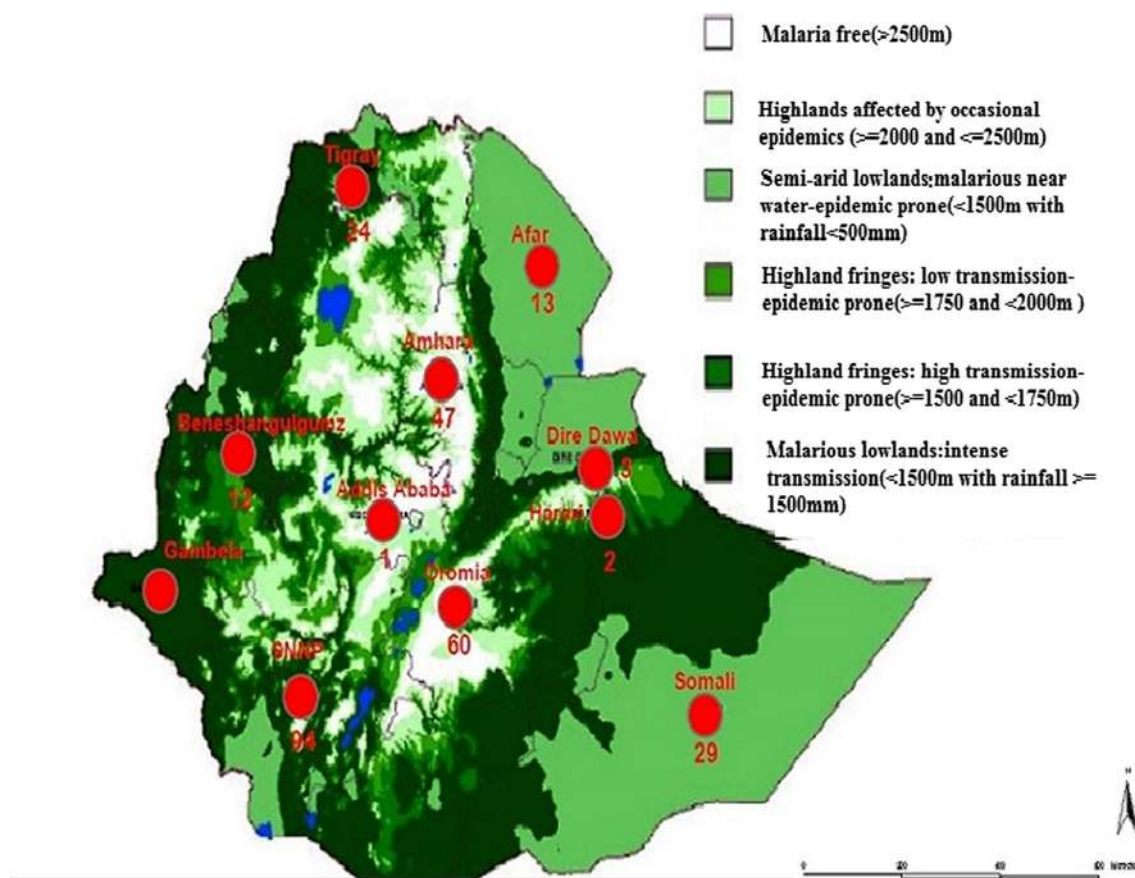 Malaria free(>2500m)
Highlands affected by occasional
epidemics (>=2000 and <=2500m)
Semi-arid lowlands:malarious near
water-epidemic prone(<1500m with
rainfall<500mm)
Highland fringes: low transmission-
epidemic prone(>=1750 and <2000m )
Highland fringes: high transmission-
epidemic prone(>=1500 and <1750m)
Malarious lowlands:intense
transmission(<1500m with rainfall >=
1500mm)
Tigray
24
Afar
13
Amhara
47
Beneshangulgumz
Dire Dawa
Addis Ababa
1
Harari
2
Gambela
Oromia
60
SNNP
94
Somali
29
N
0